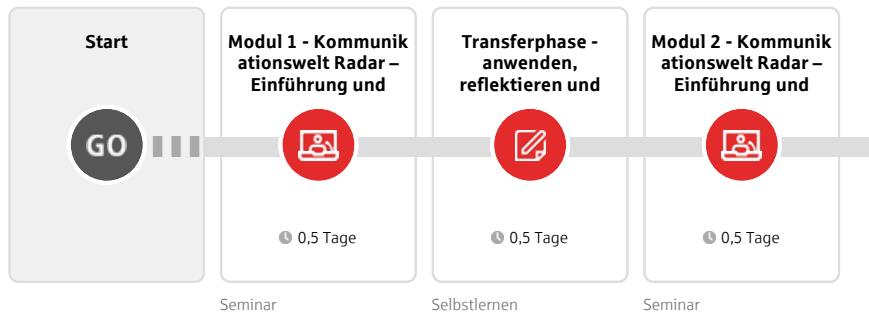 Start
GO
Modul 1 - Kommunik
ationswelt Radar –
Einführung und
0,5 Tage
Seminar
Transferphase -
anwenden,
reflektieren und
0,5 Tage
Selbstlernen
Modul 2 - Kommunik
ationswelt Radar –
Einführung und
0,5 Tage
Seminar